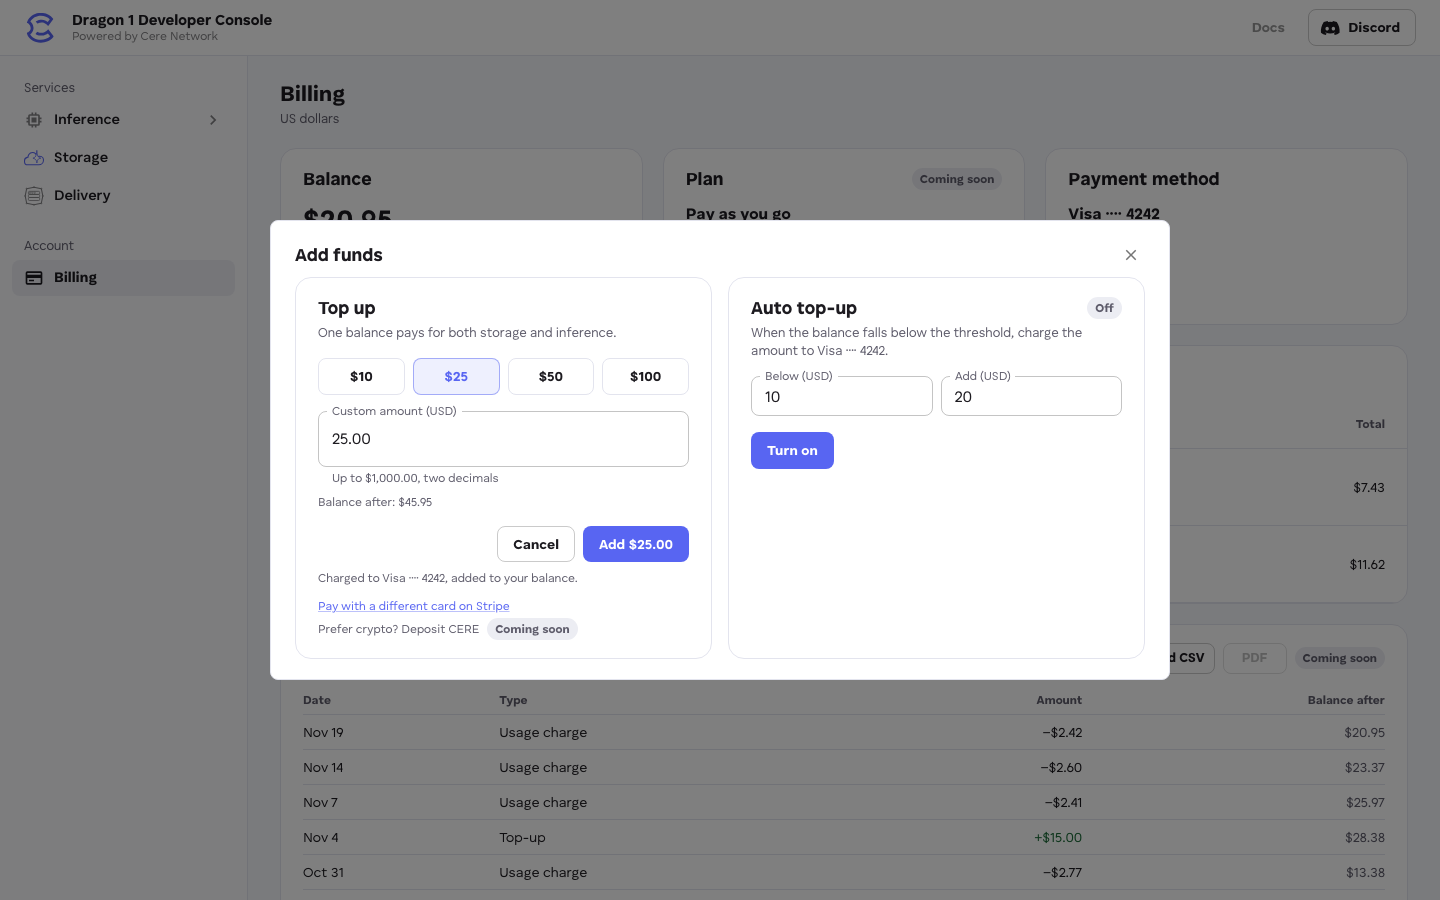 Dragon 1 Developer Console
Powered by Cere Network
Docs
Discord
Services
Inference
Storage
Delivery
Account
Billing
Billing
US dollars
Balance
$20.95
Plan
Coming soon
Pay as you go
Payment method
Visa ···· 4242
Add funds
Top up
One balance pays for both storage and inference.
$10
$25
$50
$100
Custom amount (USD)
25.00
Up to $1,000.00, two decimals
Balance after: $45.95
Cancel
Add $25.00
Charged to Visa ···· 4242, added to your balance.
Pay with a different card on Stripe
Prefer crypto? Deposit CERE
Coming soon
Auto top-up
Off
When the balance falls below the threshold, charge the
amount to Visa ···· 4242.
Below (USD)
10
Add (USD)
20
Turn on
Total
$7.43
$11.62
d CSV
PDF
Coming soon
Date Type Amount Balance after
Nov 19 Usage charge −$2.42 $20.95
Nov 14 Usage charge −$2.60 $23.37
Nov 7 Usage charge −$2.41 $25.97
Nov 4 Top-up +$15.00 $28.38
Oct 31 Usage charge −$2.77 $13.38